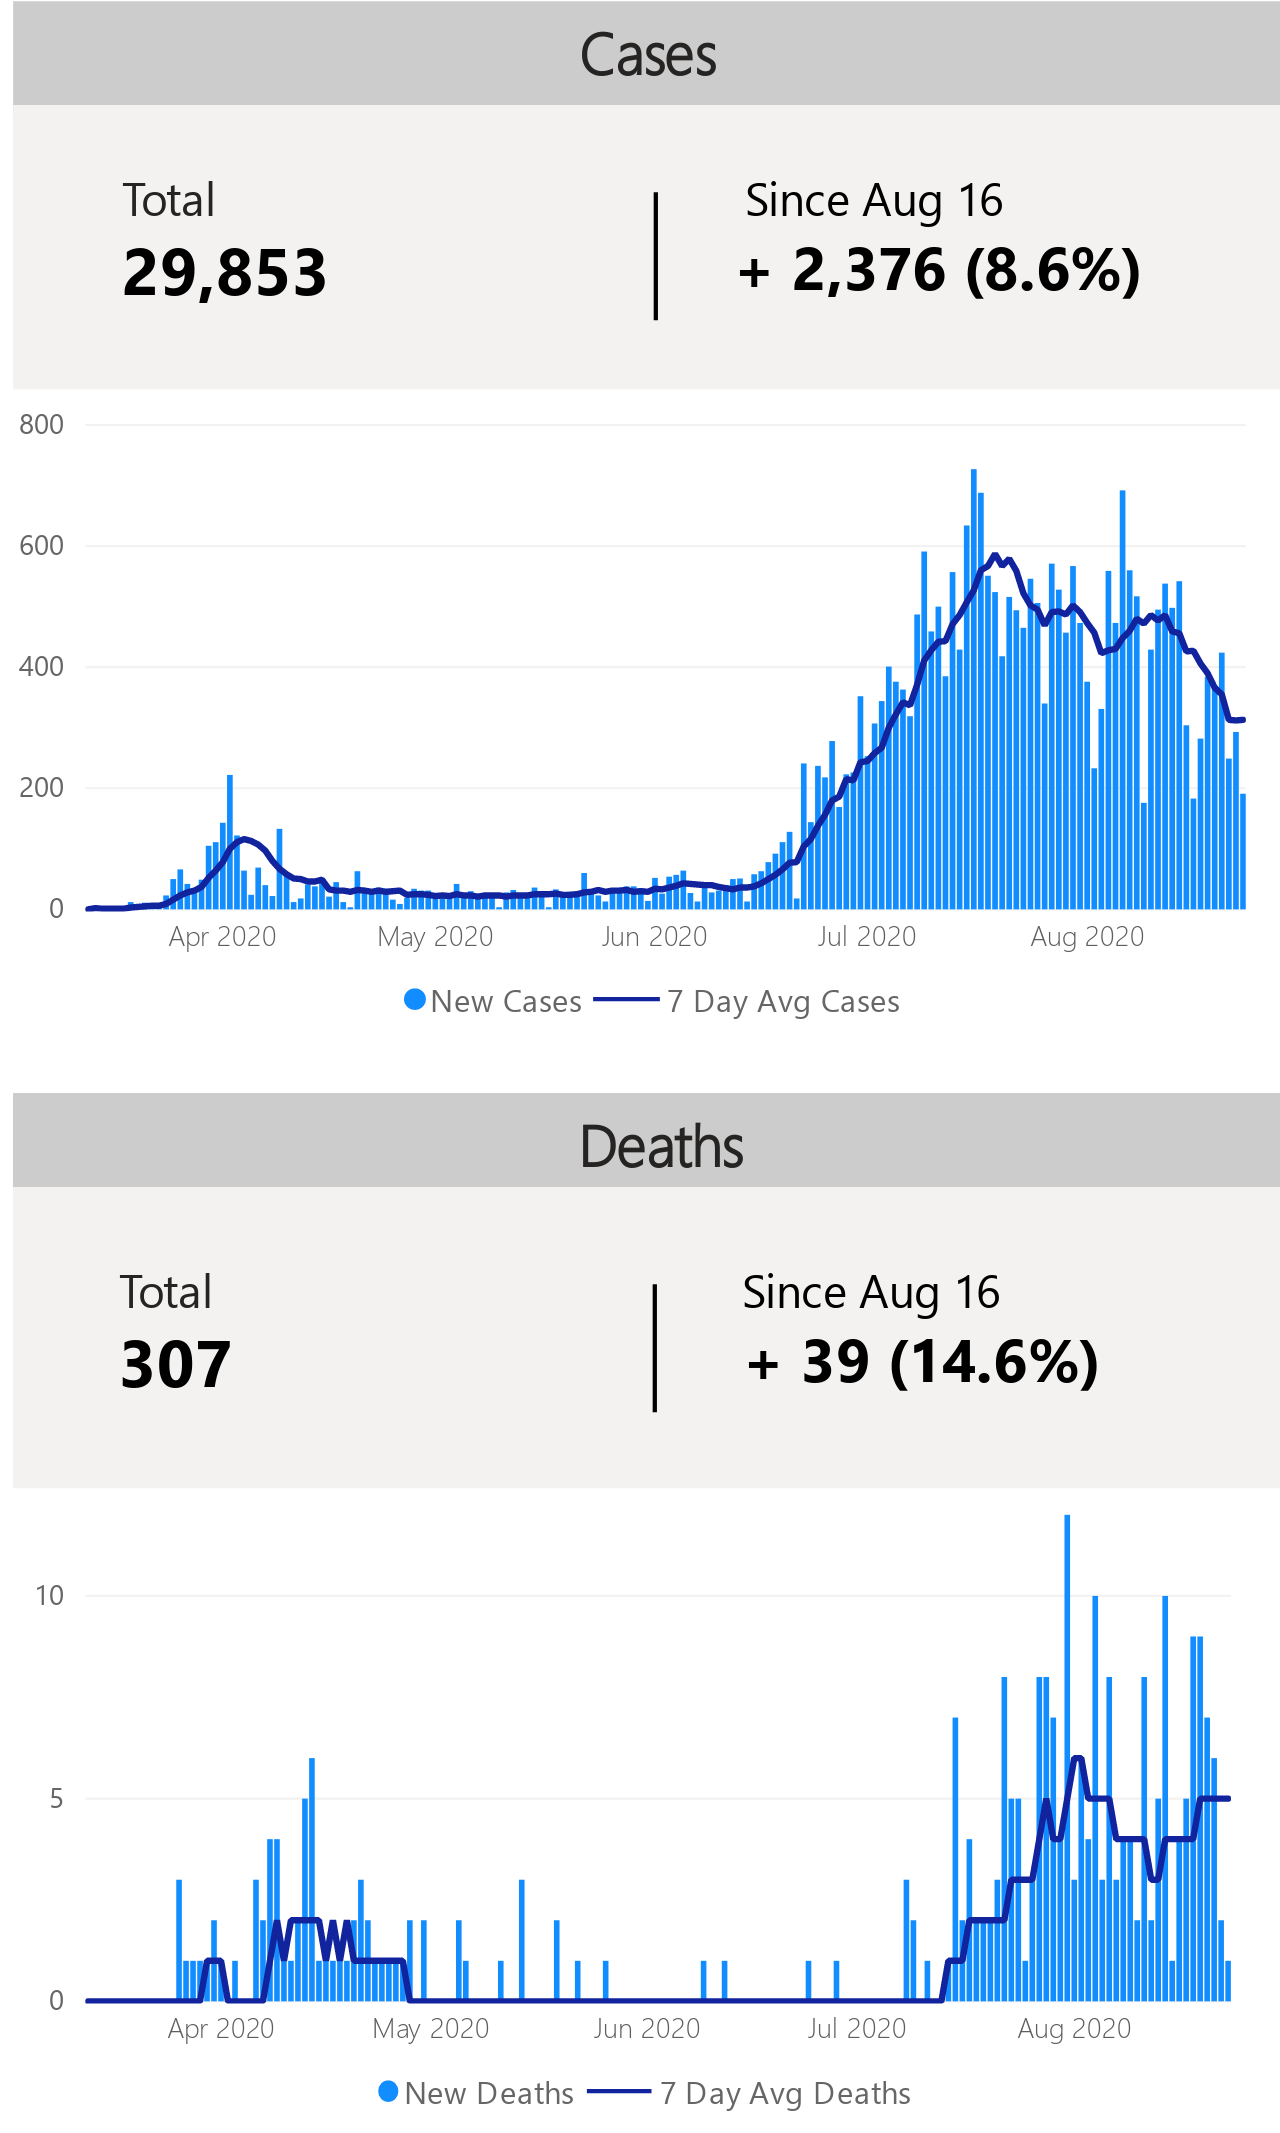 Cases
Total
Since Aug 16
29,853
+ 2,376 (8.6%)
800
600
400
200
0
Apr 2020
May 2020
Jun 2020
Jul 2020
Aug 2020
New Cases
7 Day Avg Cases
Deaths
Total
Since Aug 16
307
+ 39 (14.6%)
10
5
0
Apr 2020
May 2020
Jun 2020
Jul 2020
Aug 2020
New Deaths
7 Day Avg Deaths